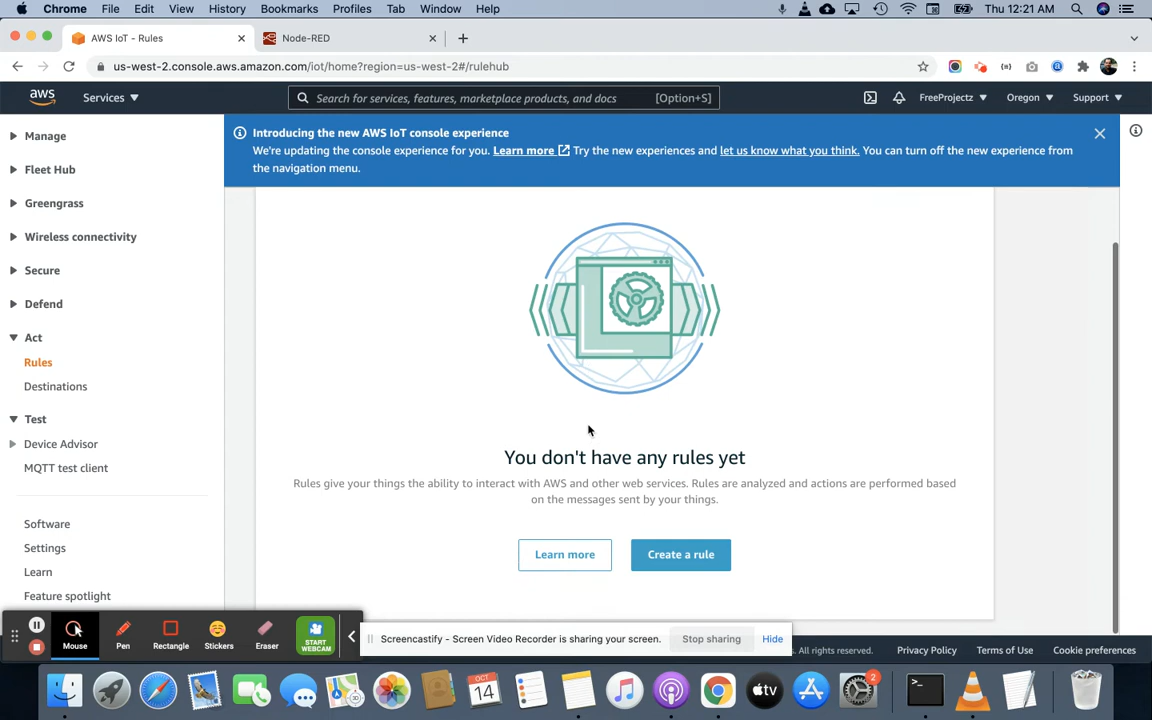 Chrome File Edit View History Bookmarks Profiles Tab Window Help Thu 12:21 AM
AWS IoT - Rules
Node-RED
us-west-2.console.aws.amazon.com/iot/home?region=us-west-2#/rulehub
aws Services Search for services, features, marketplace products, and docs [Option+S] FreeProjectz Oregon Support
Manage
Fleet Hub
Greengrass
Wireless connectivity
Secure
Defend
Act
Rules
Destinations
Test
Device Advisor
MQTT test client
Software
Settings
Learn
Feature spotlight
Introducing the new AWS IoT console experience
We're updating the console experience for you. Learn more Try the new experiences and let us know what you think. You can turn off the new experience from
the navigation menu.
You don't have any rules yet
Rules give your things the ability to interact with AWS and other web services. Rules are analyzed and actions are performed based
on the messages sent by your things.
Learn more Create a rule
Mouse Pen Rectangle Stickers Eraser START
WEBCAM
Screencastify - Screen Video Recorder is sharing your screen. Stop sharing Hide
. All rights reserved. Privacy Policy Terms of Use Cookie preferences
OCT
14
tv
2